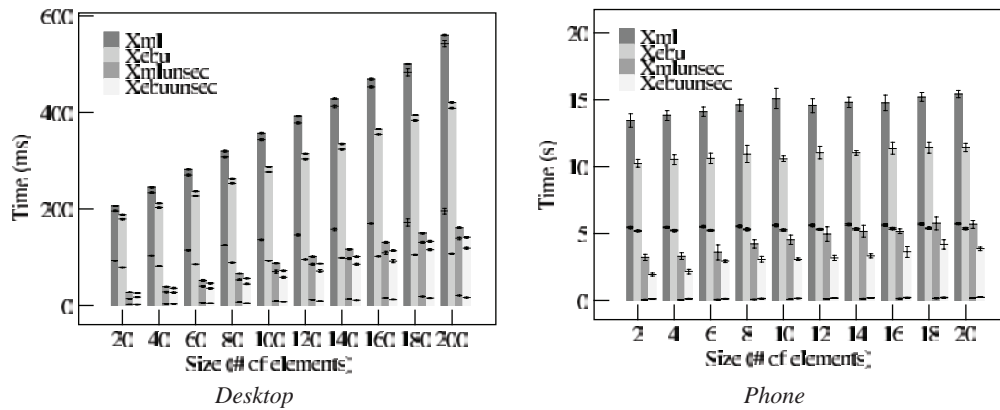 600
400
200
0
Time (ms)
Xml
Xebu
Xmlunsec
Xebuunsec
20 40 60 80 100 120 140 160 180 200
Size (# of elements)
Desktop
20
15
10
5
0
Time (s)
Xml
Xebu
Xmlunsec
Xebuunsec
2 4 6 8 10 12 14 16 18 20
Size (# of elements)
Phone